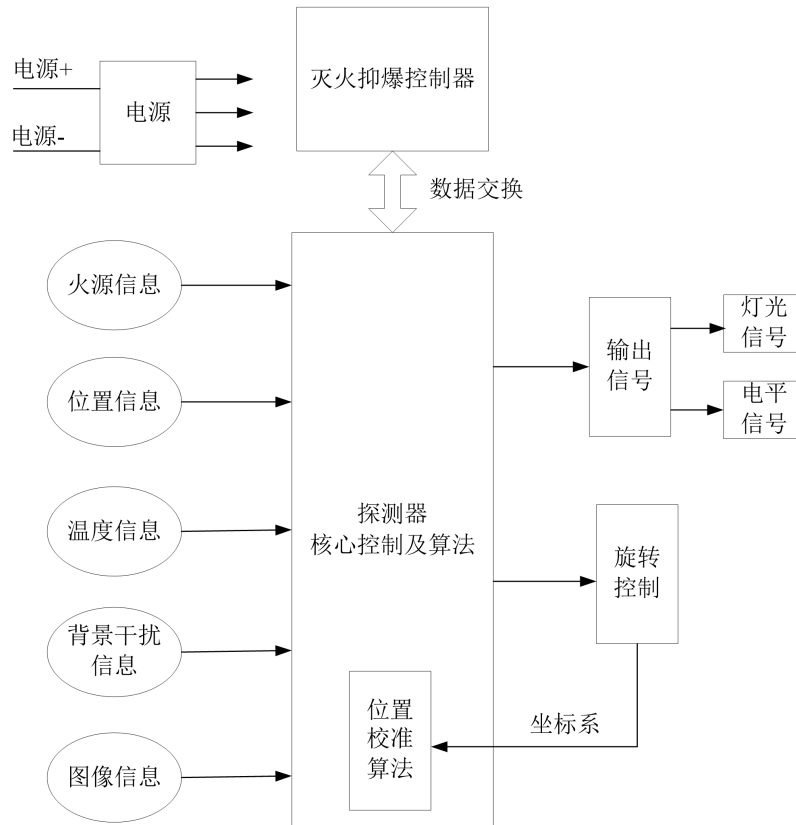 电源+
电源-
电源
灭火抑爆控制器
数据交换
火源信息
位置信息
温度信息
背景干扰
信息
图像信息
探测器
核心控制及算法
位置
校准
算法
输出
信号
灯光
信号
电平
信号
旋转
控制
坐标系